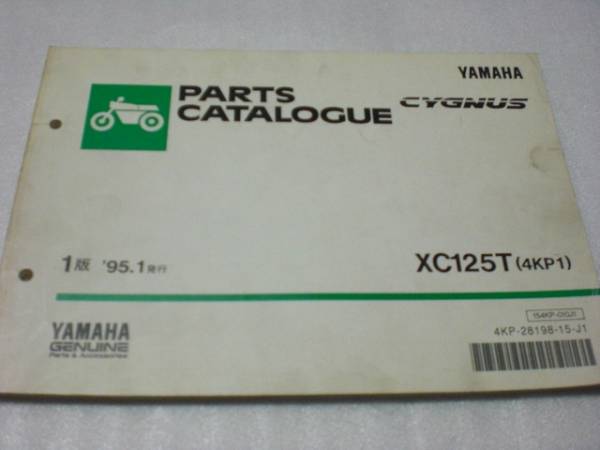 YAMAHA
PARTS
CATALOGUE
CYGNUS
1版 '95.1発行
XC125T (4KP1)
154KP-010J1
4KP-28198-15-J1
YAMAHA
GENUINE
Parts & Accessories